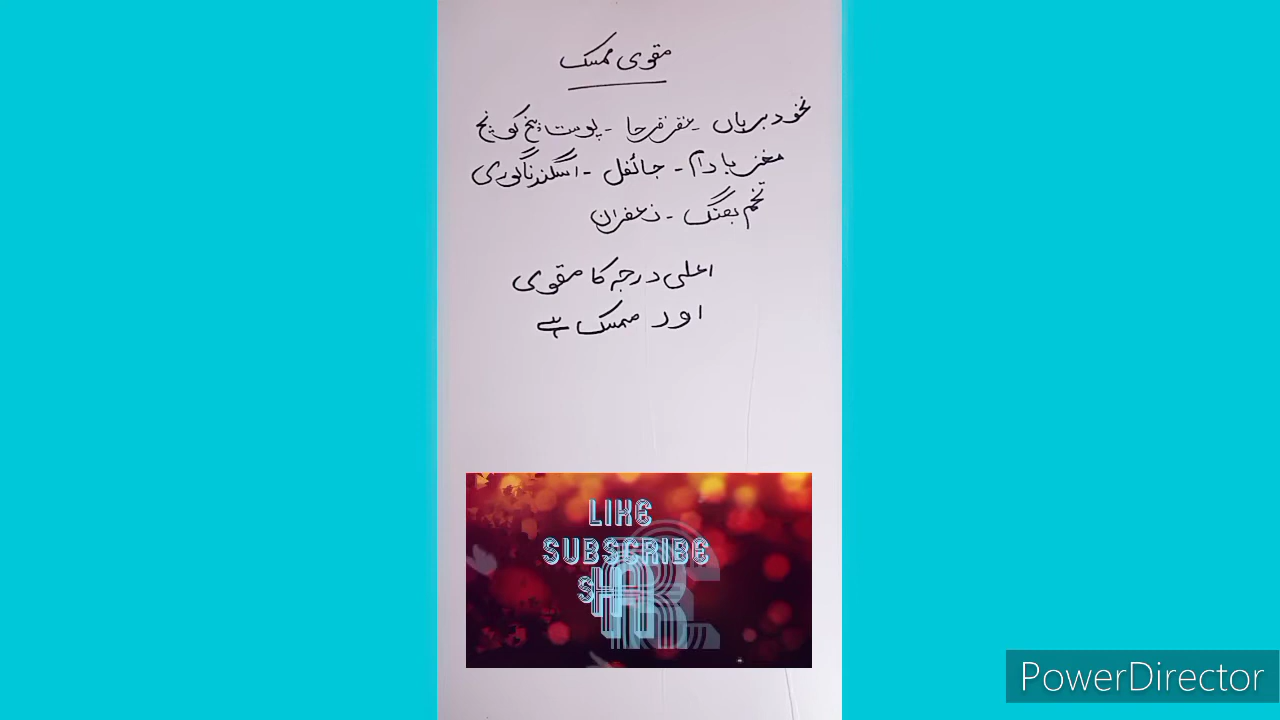 مقوی ممسک
نخود بریاں - عقرقرحا - پوست بیخ کونچ
مغز بادام - جائفل - اسگندناگوری
تخم بھنگ - زعفران
اعلی درجہ کا مقوی
اور ممسک ہے
LIKE
SUBSCRIBE
PowerDirector